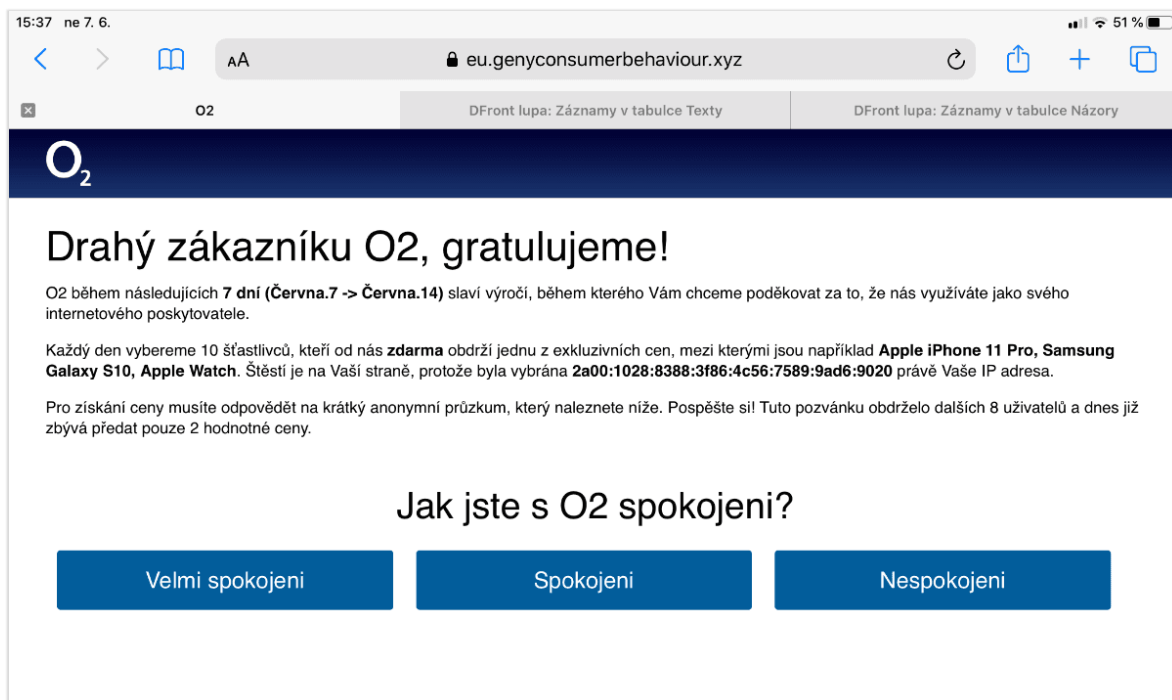 15:37 ne 7. 6.
51 %
AA
eu.genyconsumerbehaviour.xyz
O2
DFront lupa: Záznamy v tabulce Texty
DFront lupa: Záznamy v tabulce Názory
O2
Drahý zákazníku O2, gratulujeme!
O2 během následujících 7 dní (Června.7 -> Června.14) slaví výročí, během kterého Vám chceme poděkovat za to, že nás využíváte jako svého
internetového poskytovatele.
Každý den vybereme 10 šťastlivců, kteří od nás zdarma obdrží jednu z exkluzivních cen, mezi kterými jsou například Apple iPhone 11 Pro, Samsung
Galaxy S10, Apple Watch. Štěstí je na Vaší straně, protože byla vybrána 2a00:1028:8388:3f86:4c56:7589:9ad6:9020 právě Vaše IP adresa.
Pro získání ceny musíte odpovědět na krátký anonymní průzkum, který naleznete níže. Pospěšte si! Tuto pozvánku obdrželo dalších 8 uživatelů a dnes již
zbývá předat pouze 2 hodnotné ceny.
Jak jste s O2 spokojeni?
Velmi spokojeni
Spokojeni
Nespokojeni